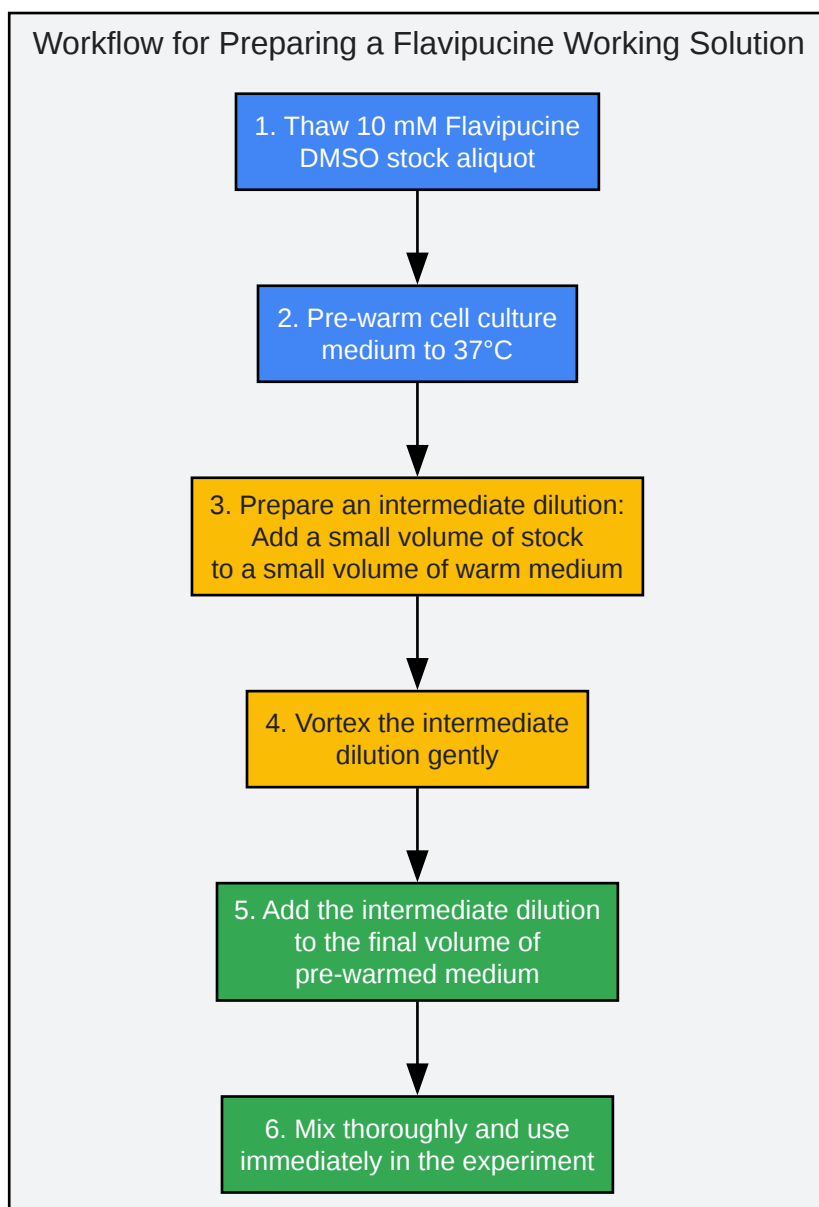 Workflow for Preparing a Flavipucine Working Solution
1. Thaw 10 mM Flavipucine
DMSO stock aliquot
2. Pre-warm cell culture
medium to 37°C
3. Prepare an intermediate dilution:
Add a small volume of stock
to a small volume of warm medium
4. Vortex the intermediate
dilution gently
5. Add the intermediate dilution
to the final volume of
pre-warmed medium
6. Mix thoroughly and use
immediately in the experiment